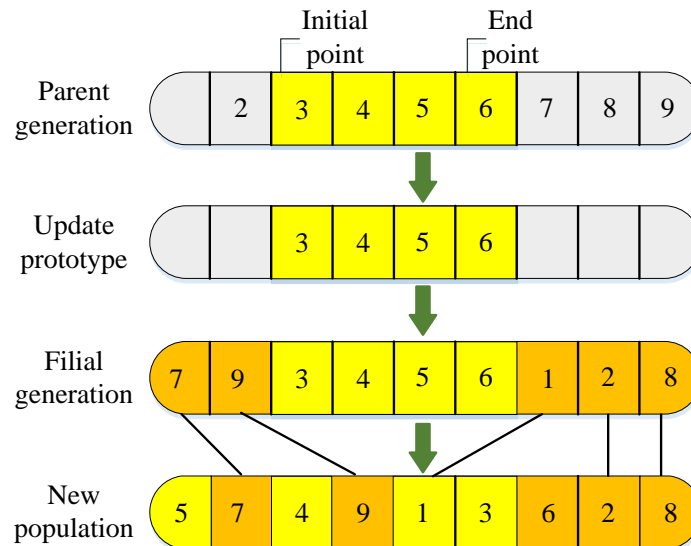 Initial point
End point
Parent generation
2 3 4 5 6 7 8 9
Update prototype
3 4 5 6
Filial generation
7 9 3 4 5 6 1 2 8
New population
5 7 4 9 1 3 6 2 8